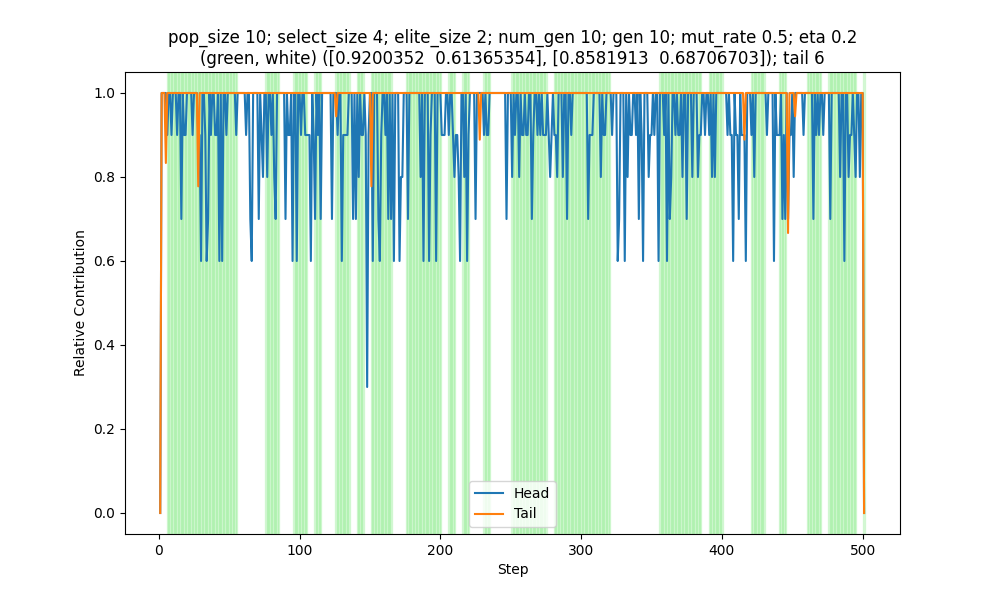 pop_size 10; select_size 4; elite_size 2; num_gen 10; gen 10; mut_rate 0.5; eta 0.2
(green, white) ([0.9200352  0.61365354], [0.8581913  0.68706703]); tail 6
1.0
0.8
0.6
0.4
0.2
0.0
Relative Contribution
Head
Tail
0 100 200 300 400 500
Step